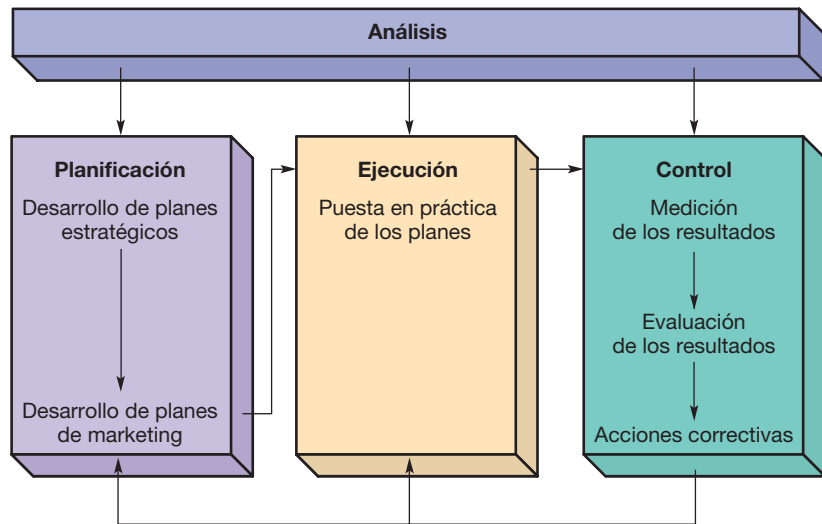 Análisis
Planificación
Desarrollo de planes
estratégicos
Desarrollo de planes
de marketing
Ejecución
Puesta en práctica
de los planes
Control
Medición
de los resultados
Evaluación
de los resultados
Acciones correctivas